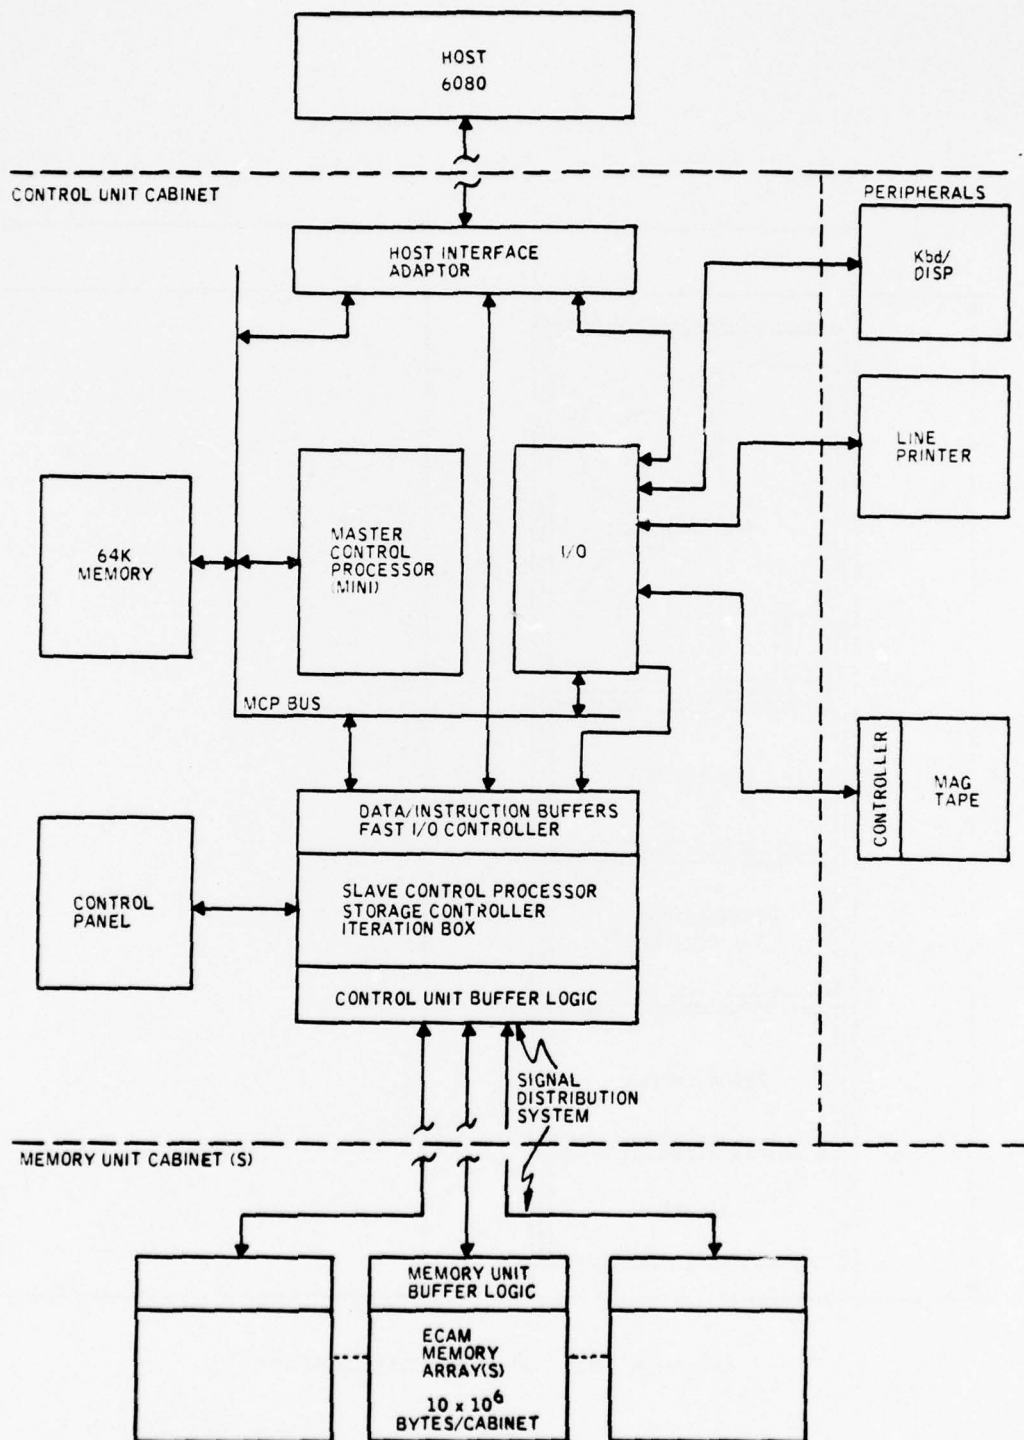 HOST
6080
CONTROL UNIT CABINET
PERIPHERALS
HOST INTERFACE
ADAPTOR
Kbd/
DISP
LINE
PRINTER
64K
MEMORY
MASTER
CONTROL
PROCESSOR
(MINI)
I/O
MCP BUS
CONTROLLER
MAG
TAPE
DATA/INSTRUCTION BUFFERS
FAST I/O CONTROLLER
CONTROL
PANEL
SLAVE CONTROL PROCESSOR
STORAGE CONTROLLER
ITERATION BOX
CONTROL UNIT BUFFER LOGIC
SIGNAL
DISTRIBUTION
SYSTEM
MEMORY UNIT CABINET (S)
MEMORY UNIT
BUFFER LOGIC
ECAM
MEMORY
ARRAY(S)
10 x 10⁶
BYTES/CABINET